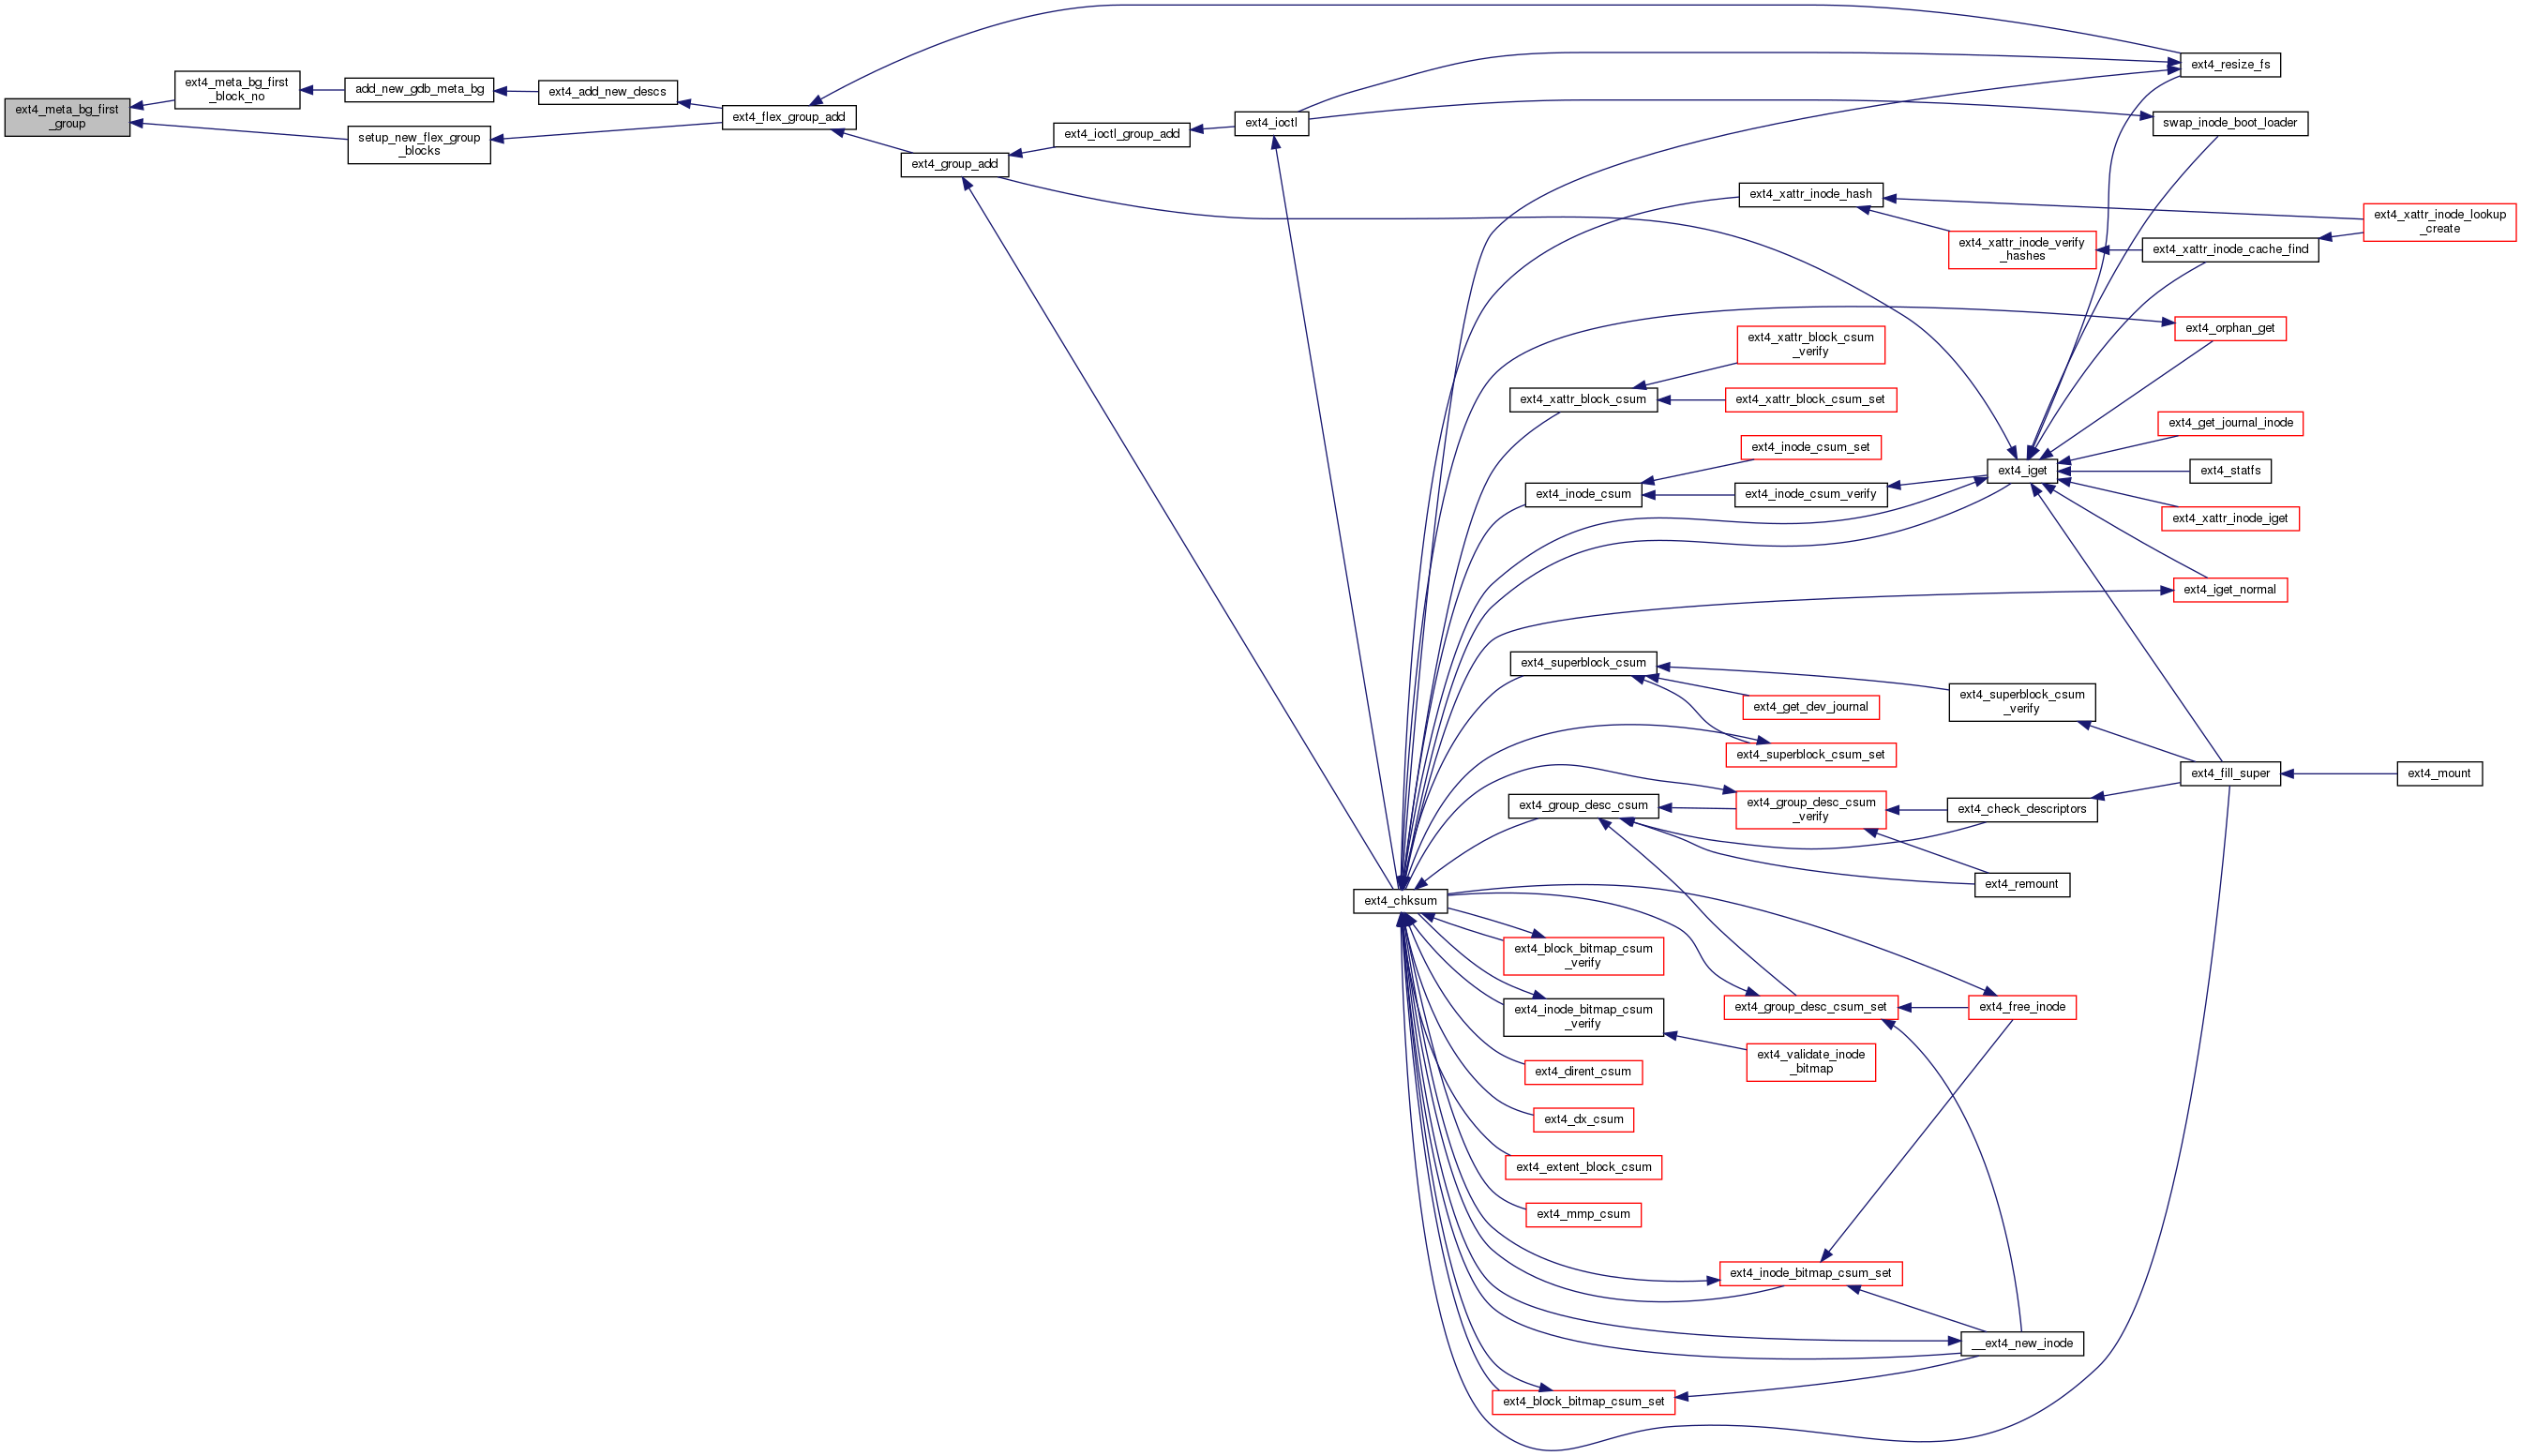 ext4_meta_bg_first
_group
ext4_meta_bg_first
_block_no
add_new_gdb_meta_bg
ext4_add_new_descs
setup_new_flex_group
_blocks
ext4_flex_group_add
ext4_group_add
ext4_ioctl_group_add
ext4_ioctl
ext4_resize_fs
swap_inode_boot_loader
ext4_xattr_inode_hash
ext4_xattr_inode_lookup
_create
ext4_xattr_inode_verify
_hashes
ext4_xattr_inode_cache_find
ext4_orphan_get
ext4_xattr_block_csum
_verify
ext4_xattr_block_csum
ext4_xattr_block_csum_set
ext4_get_journal_inode
ext4_inode_csum_set
ext4_iget
ext4_statfs
ext4_inode_csum
ext4_inode_csum_verify
ext4_xattr_inode_iget
ext4_iget_normal
ext4_superblock_csum
ext4_superblock_csum
_verify
ext4_get_dev_journal
ext4_superblock_csum_set
ext4_fill_super
ext4_mount
ext4_group_desc_csum
ext4_group_desc_csum
_verify
ext4_check_descriptors
ext4_remount
ext4_chksum
ext4_block_bitmap_csum
_verify
ext4_group_desc_csum_set
ext4_free_inode
ext4_inode_bitmap_csum
_verify
ext4_validate_inode
_bitmap
ext4_dirent_csum
ext4_dx_csum
ext4_extent_block_csum
ext4_mmp_csum
ext4_inode_bitmap_csum_set
__ext4_new_inode
ext4_block_bitmap_csum_set